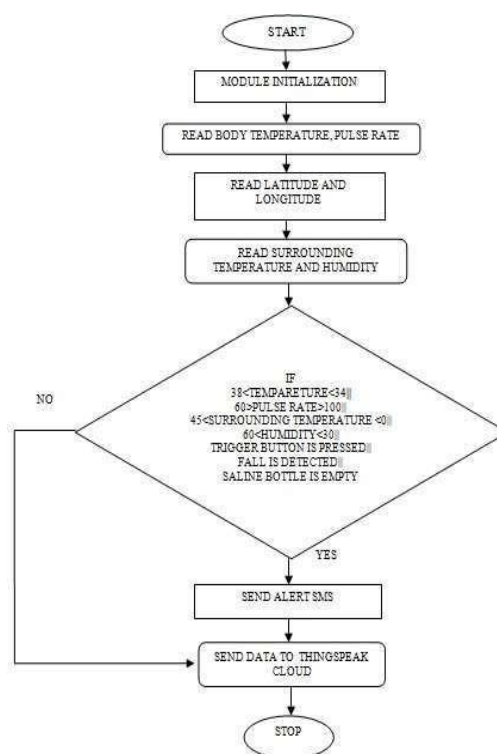 START
MODULE INITIALIZATION
READ BODY TEMPERATURE, PULSE RATE
READ LATITUDE AND
LONGITUDE
READ SURROUNDING
TEMPERATURE AND HUMIDITY
IF
38<TEMPARETURE<34||
60>PULSE RATE>100||
45<SURROUNDING TEMPERATURE <0||
60<HUMIDITY<30||
TRIGGER BUTTON IS PRESSED||
FALL IS DETECTED||
SALINE BOTTLE IS EMPTY
NO
YES
SEND ALERT SMS
SEND DATA TO THINGSPEAK
CLOUD
STOP